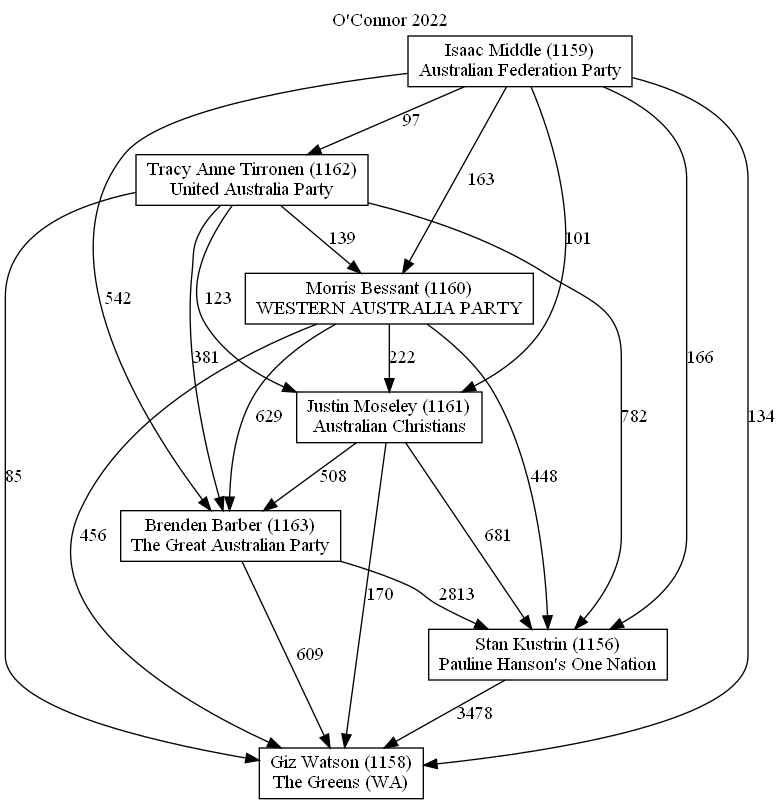 O'Connor 2022
Isaac Middle (1159)
Australian Federation Party
97
Tracy Anne Tirronen (1162)
United Australia Party
163
139
101
Morris Bessant (1160)
WESTERN AUSTRALIA PARTY
542
123
381
222
166
Justin Moseley (1161)
Australian Christians
629
782
134
85
456
508
448
Brenden Barber (1163)
The Great Australian Party
681
170
2813
609
Stan Kustrin (1156)
Pauline Hanson's One Nation
3478
Giz Watson (1158)
The Greens (WA)